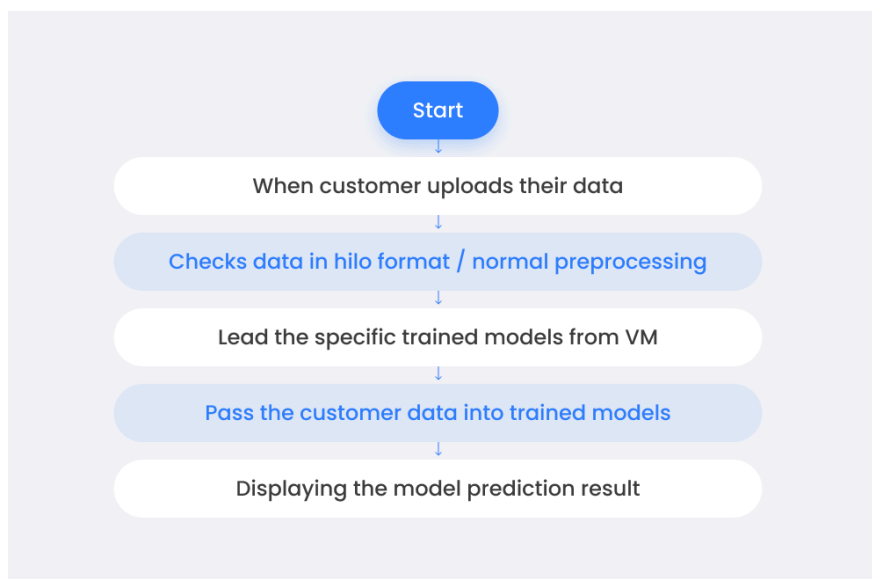 Start
When customer uploads their data
Checks data in hilo format / normal preprocessing
Lead the specific trained models from VM
Pass the customer data into trained models
Displaying the model prediction result